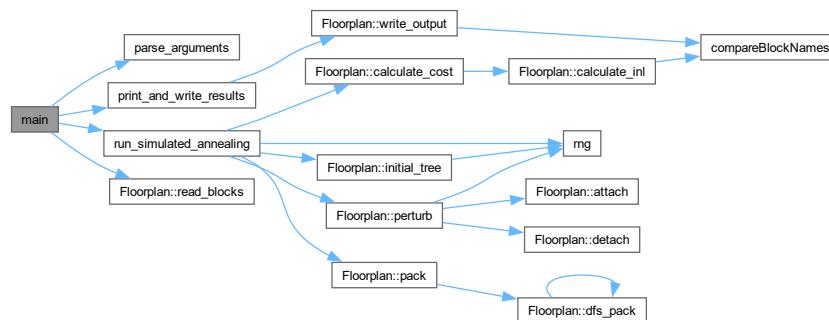 main
parse_arguments
print_and_write_results
run_simulated_annealing
Floorplan::read_blocks
Floorplan::write_output
Floorplan::calculate_cost
Floorplan::initial_tree
Floorplan::perturb
Floorplan::pack
Floorplan::calculate_inl
rng
Floorplan::attach
Floorplan::detach
Floorplan::dfs_pack
compareBlockNames